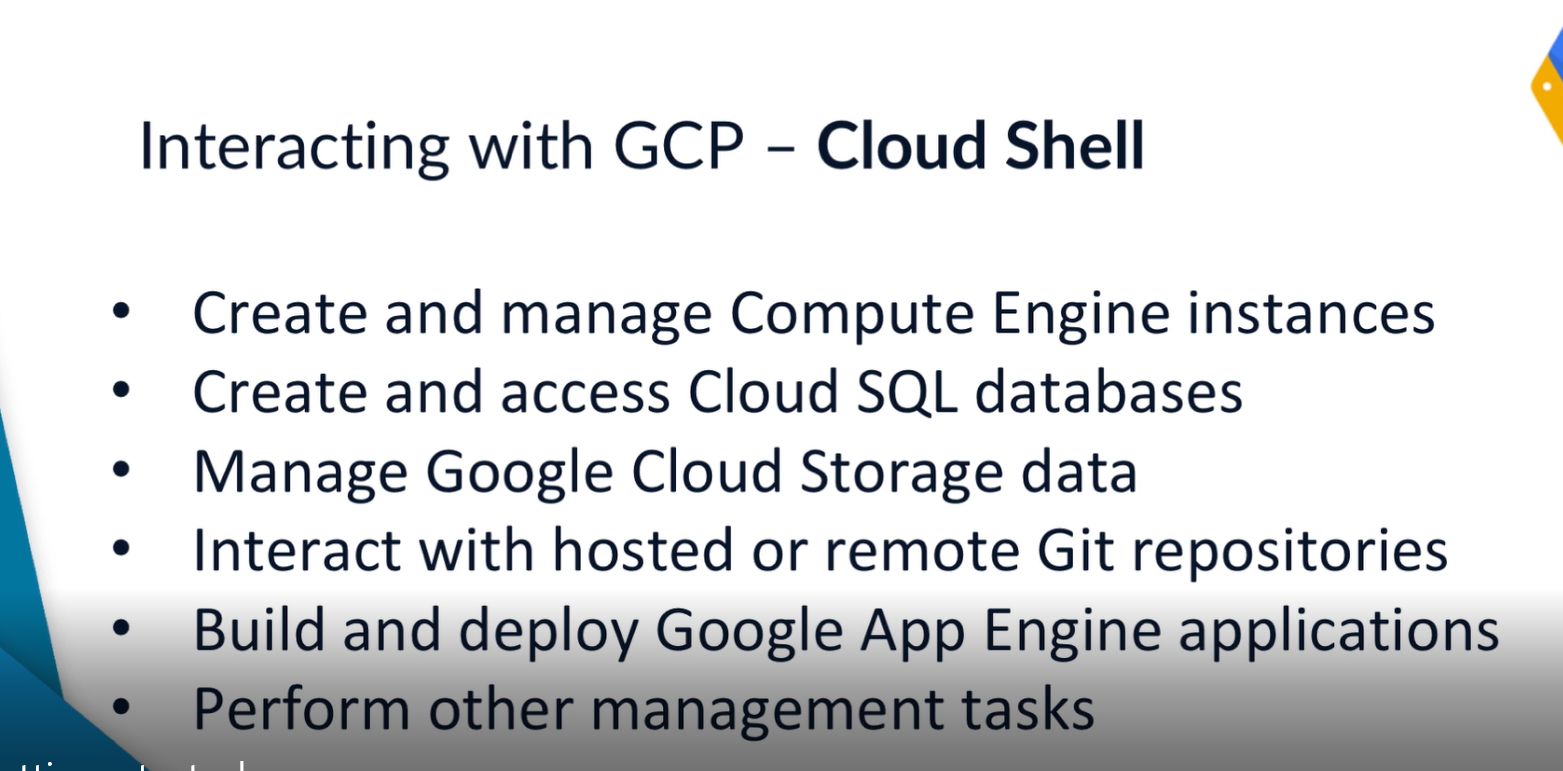 Interacting with GCP – Cloud Shell
• Create and manage Compute Engine instances
• Create and access Cloud SQL databases
• Manage Google Cloud Storage data
• Interact with hosted or remote Git repositories
• Build and deploy Google App Engine applications
• Perform other management tasks